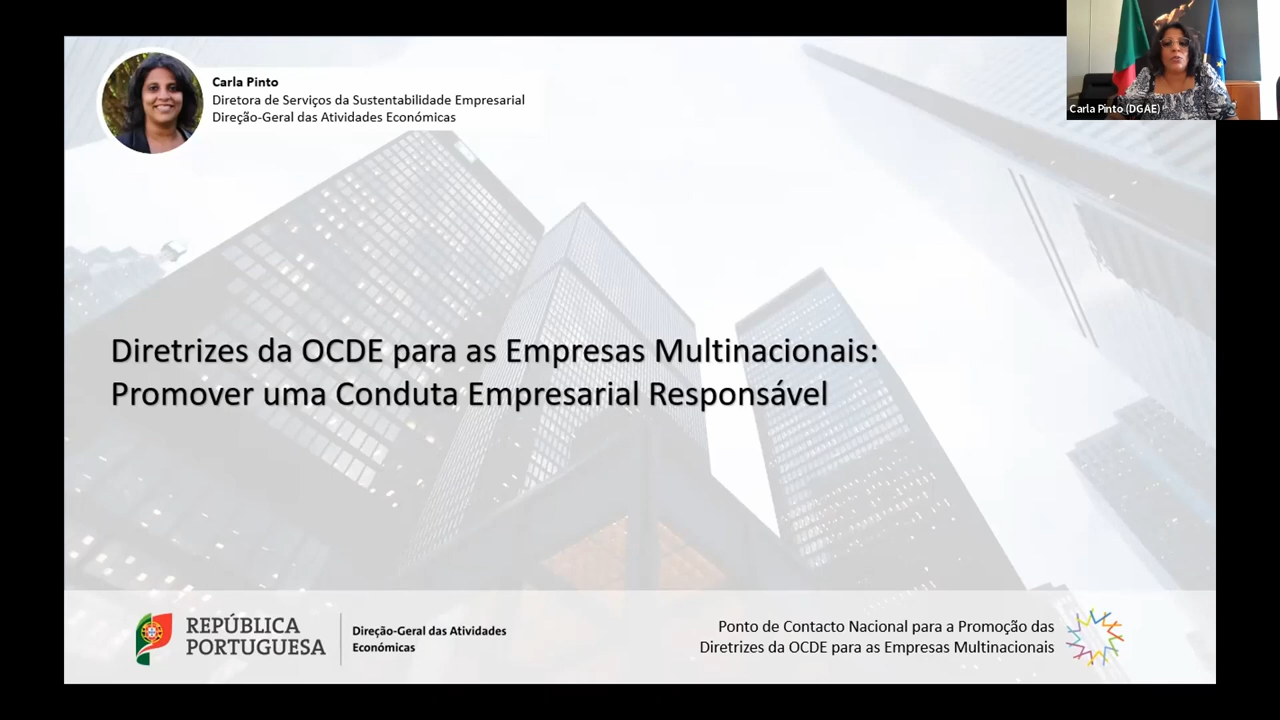 Carla Pinto
Diretora de Serviços da Sustentabilidade Empresarial
Direção-Geral das Atividades Económicas
Carla Pinto (DGAE)
Diretrizes da OCDE para as Empresas Multinacionais:
Promover uma Conduta Empresarial Responsável
REPÚBLICA
PORTUGUESA
Direção-Geral das Atividades
Económicas
Ponto de Contacto Nacional para a Promoção das
Diretrizes da OCDE para as Empresas Multinacionais